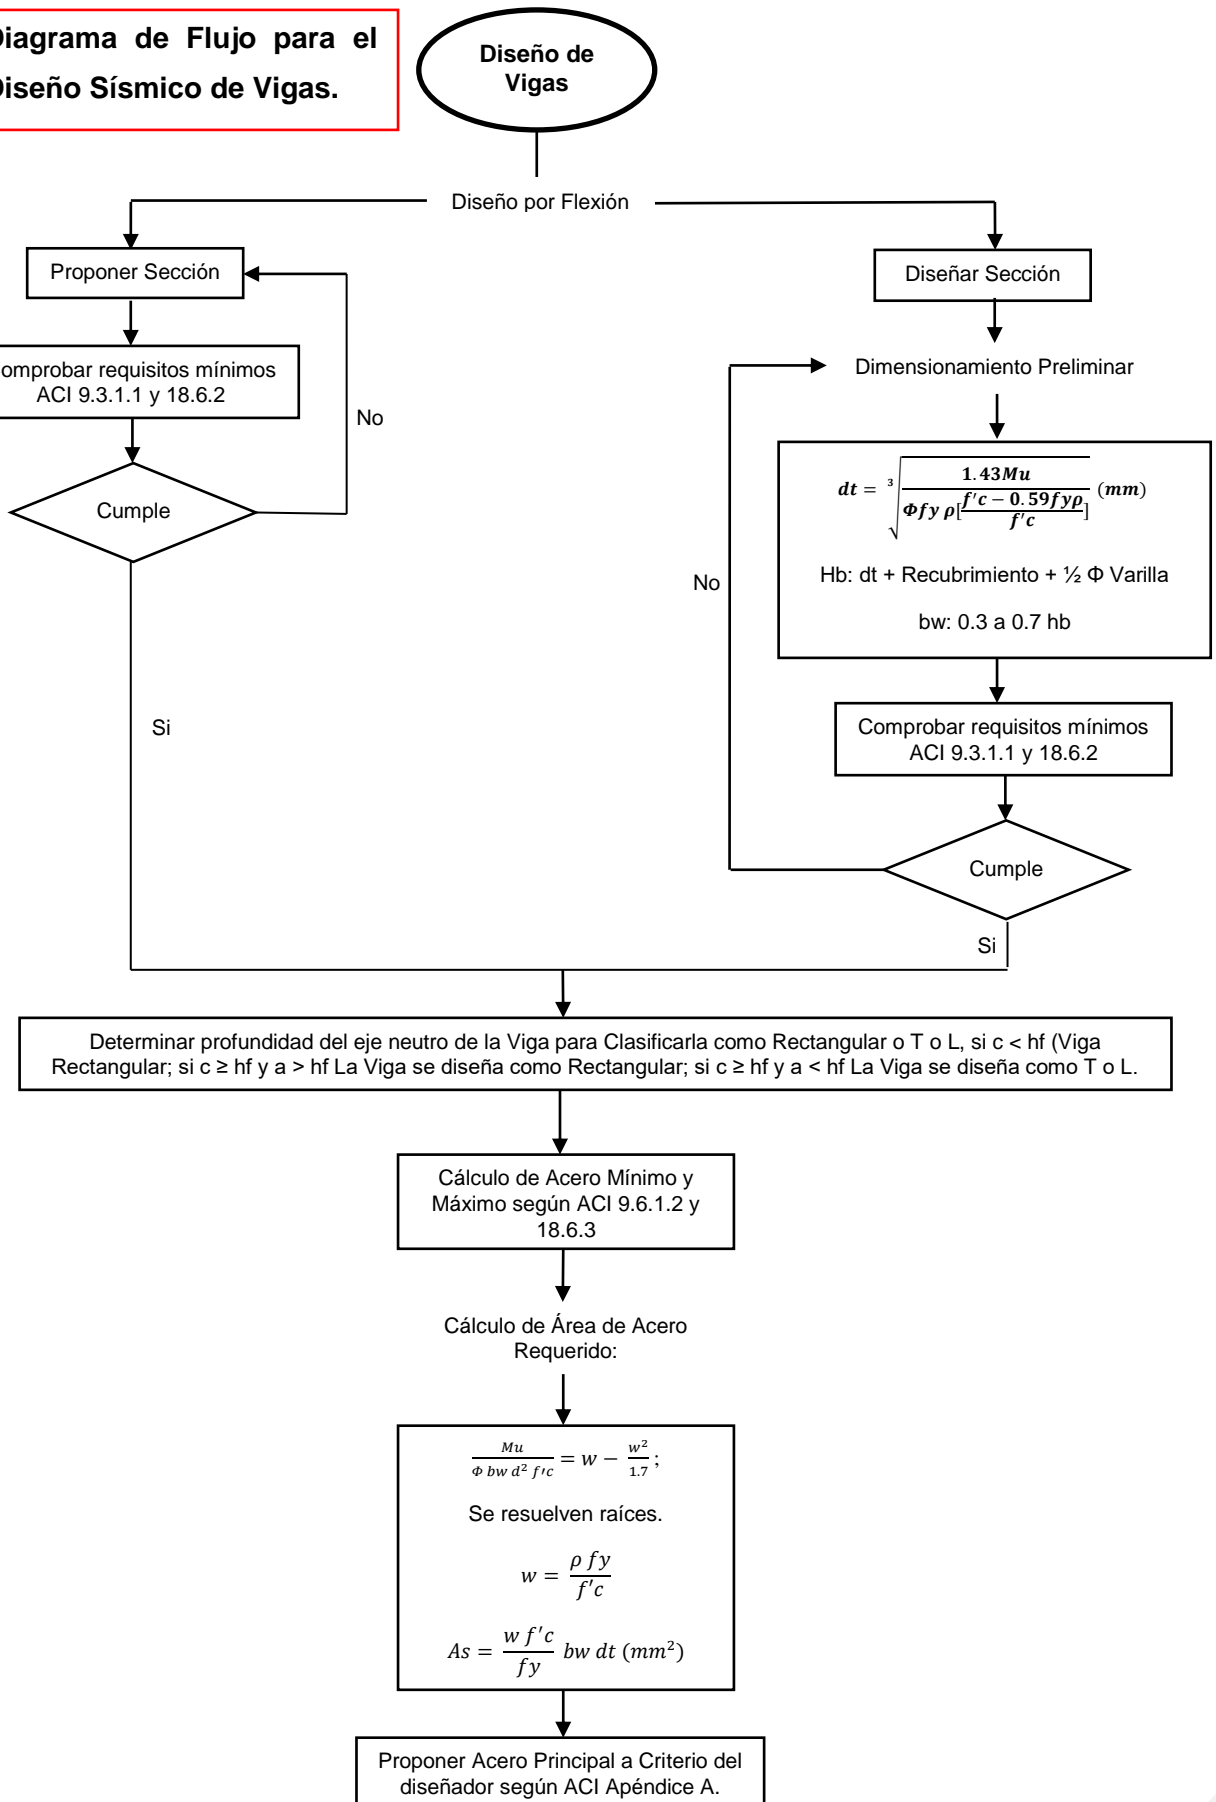 Diagrama de Flujo para el
Diseño Sísmico de Vigas.
Diseño de
Vigas
Diseño por Flexión
Proponer Sección
Diseñar Sección
omprobar requisitos mínimos
ACI 9.3.1.1 y 18.6.2
No
Cumple
Si
Dimensionamiento Preliminar
dt = ∛(1.43Mu / (Φfy ρ[(f'c − 0.59fyρ) / f'c])) (mm)
Hb: dt + Recubrimiento + ½ Φ Varilla
bw: 0.3 a 0.7 hb
No
Comprobar requisitos mínimos
ACI 9.3.1.1 y 18.6.2
Cumple
Si
Determinar profundidad del eje neutro de la Viga para Clasificarla como Rectangular o T o L, si c < hf (Viga
Rectangular; si c ≥ hf y a > hf La Viga se diseña como Rectangular; si c ≥ hf y a < hf La Viga se diseña como T o L.
Cálculo de Acero Mínimo y
Máximo según ACI 9.6.1.2 y
18.6.3
Cálculo de Área de Acero
Requerido:
Mu / (Φ bw d² f'c) = w − w²/1.7 ;
Se resuelven raíces.
w = ρ fy / f'c
As = (w f'c / fy) bw dt (mm²)
Proponer Acero Principal a Criterio del
diseñador según ACI Apéndice A.